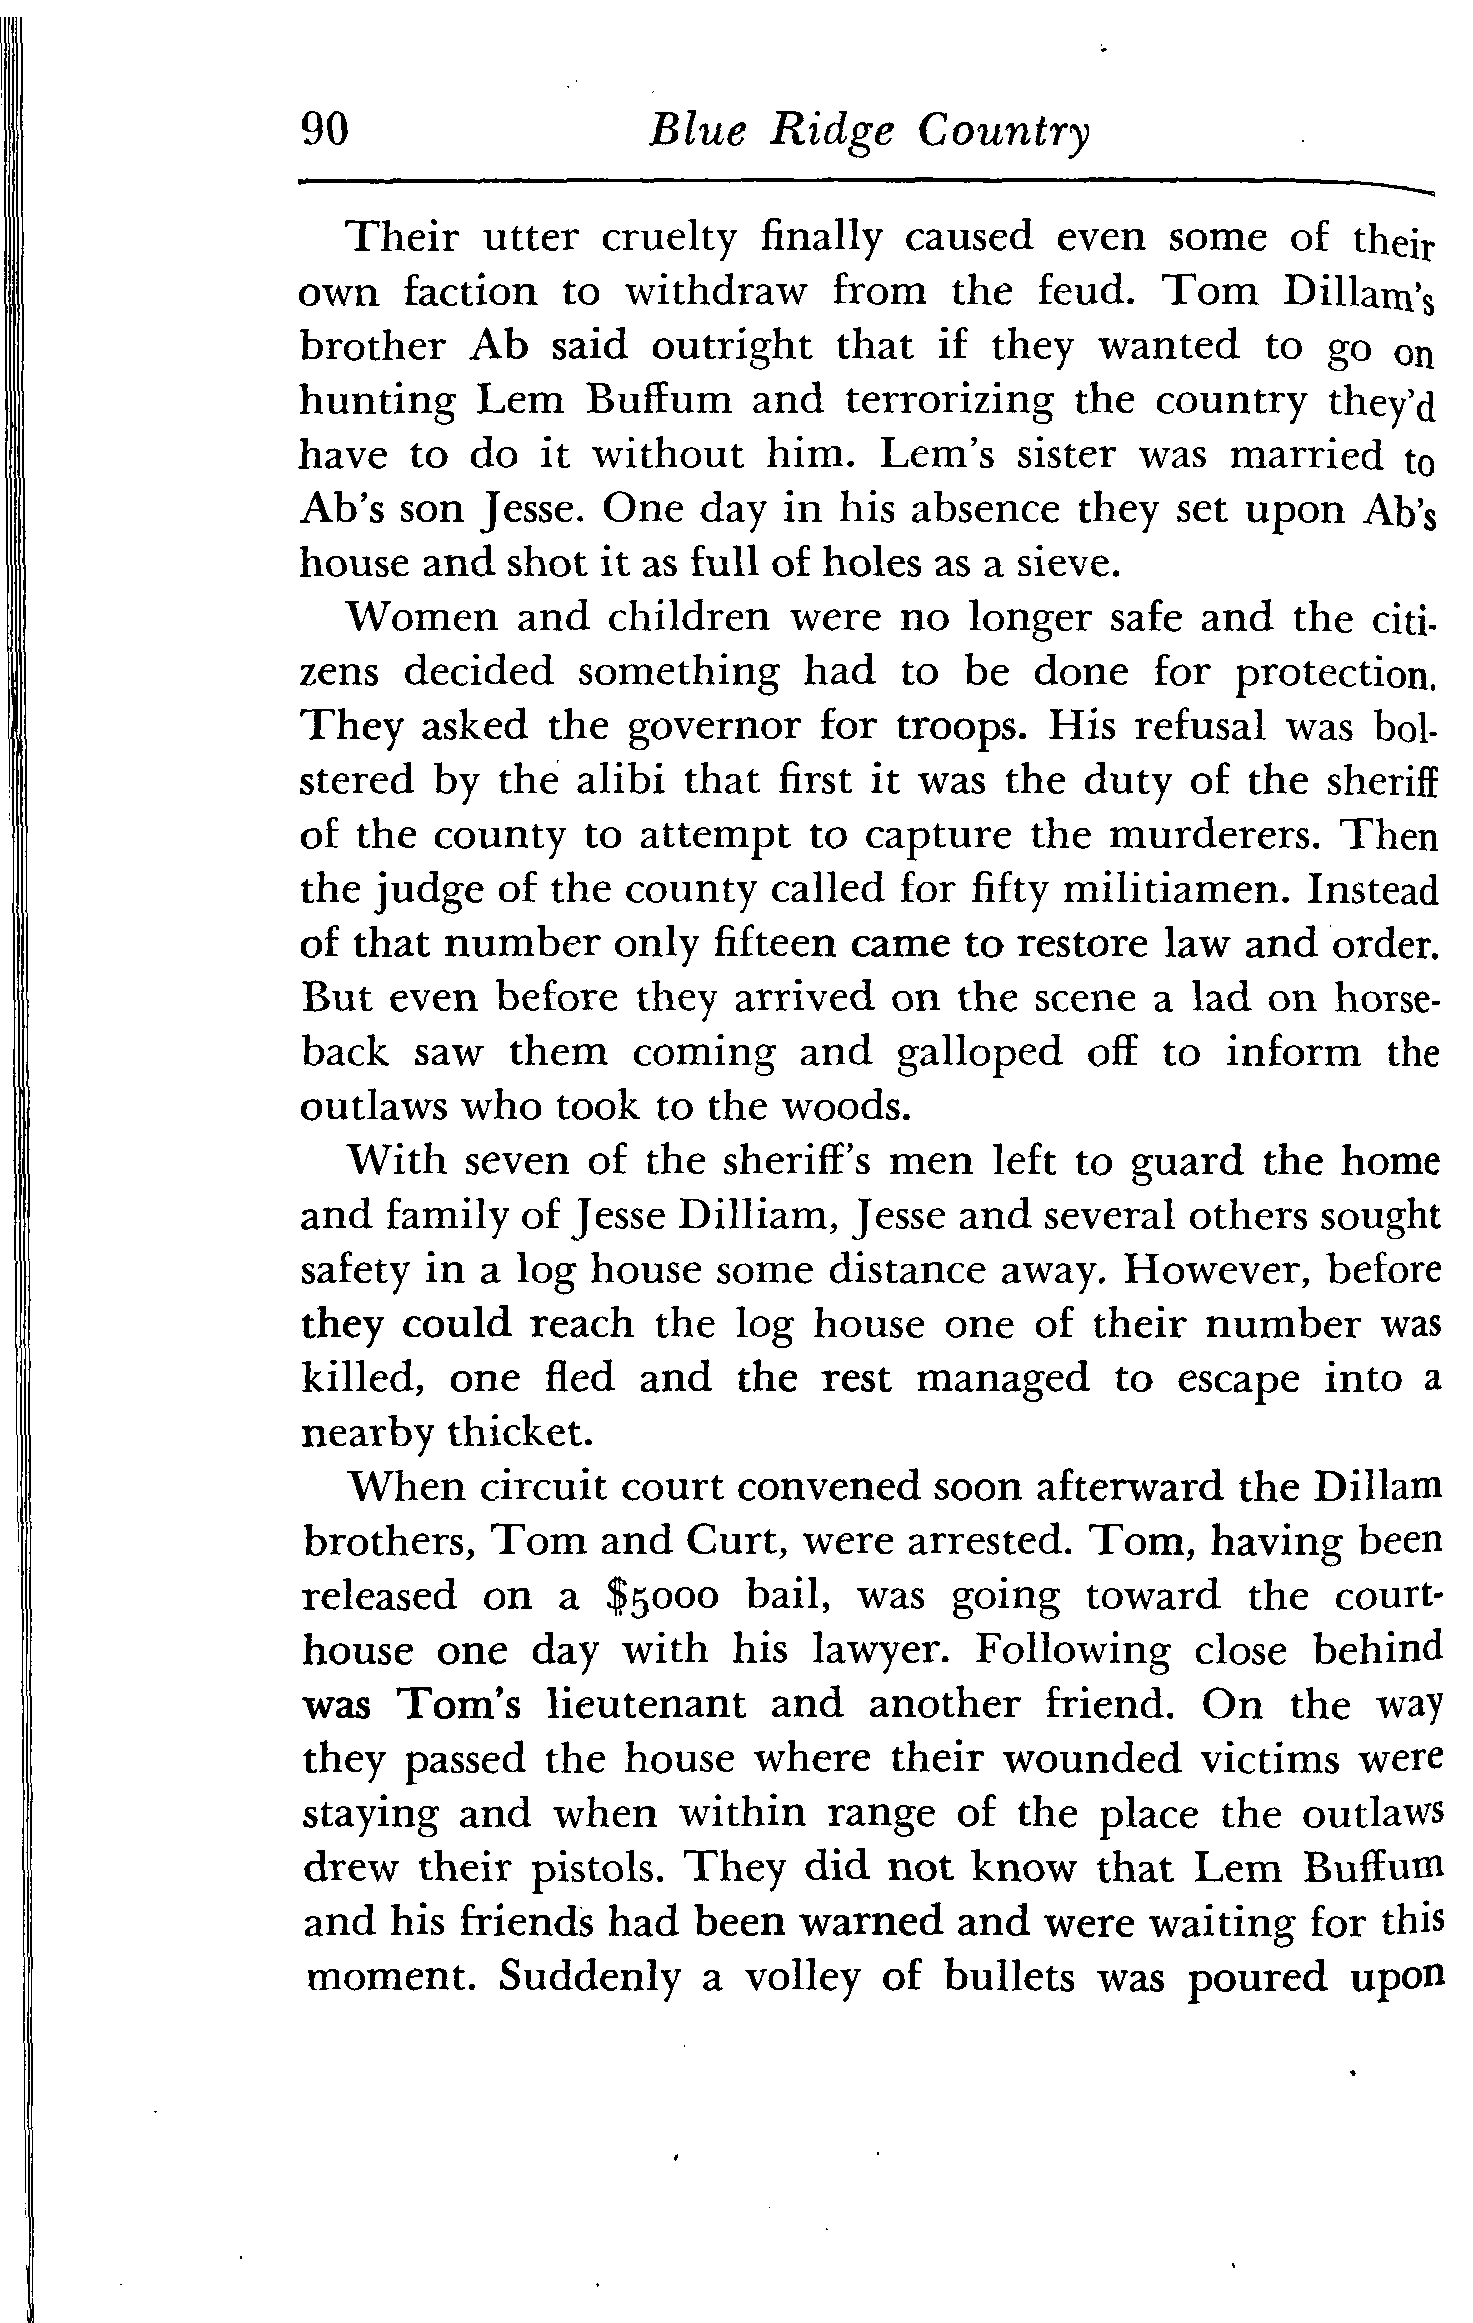 90 Blue Ridge Country
Their utter cruelty finally caused even some of their
own faction to withdraw from the feud. Tom Dillam's
brother Ab said outright that if they wanted to go on
hunting Lem Buffum and terrorizing the country they'd
have to do it without him. Lem's sister was married to
Ab's son Jesse. One day in his absence they set upon Ab's
house and shot it as full of holes as a sieve.
Women and children were no longer safe and the citi-
zens decided something had to be done for protection.
They asked the governor for troops. His refusal was bol-
stered by the alibi that first it was the duty of the sheriff
of the county to attempt to capture the murderers. Then
the judge of the county called for fifty militiamen. Instead
of that number only fifteen came to restore law and order.
But even before they arrived on the scene a lad on horse-
back saw them coming and galloped off to inform the
outlaws who took to the woods.
With seven of the sheriff's men left to guard the home
and family of Jesse Dilliam, Jesse and several others sought
safety in a log house some distance away. However, before
they could reach the log house one of their number was
killed, one fled and the rest managed to escape into a
nearby thicket.
When circuit court convened soon afterward the Dillam
brothers, Tom and Curt, were arrested. Tom, having been
released on a $5000 bail, was going toward the court-
house one day with his lawyer. Following close behind
was Tom's lieutenant and another friend. On the way
they passed the house where their wounded victims were
staying and when within range of the place the outlaws
drew their pistols. They did not know that Lem Buffum
and his friends had been warned and were waiting for this
moment. Suddenly a volley of bullets was poured upon